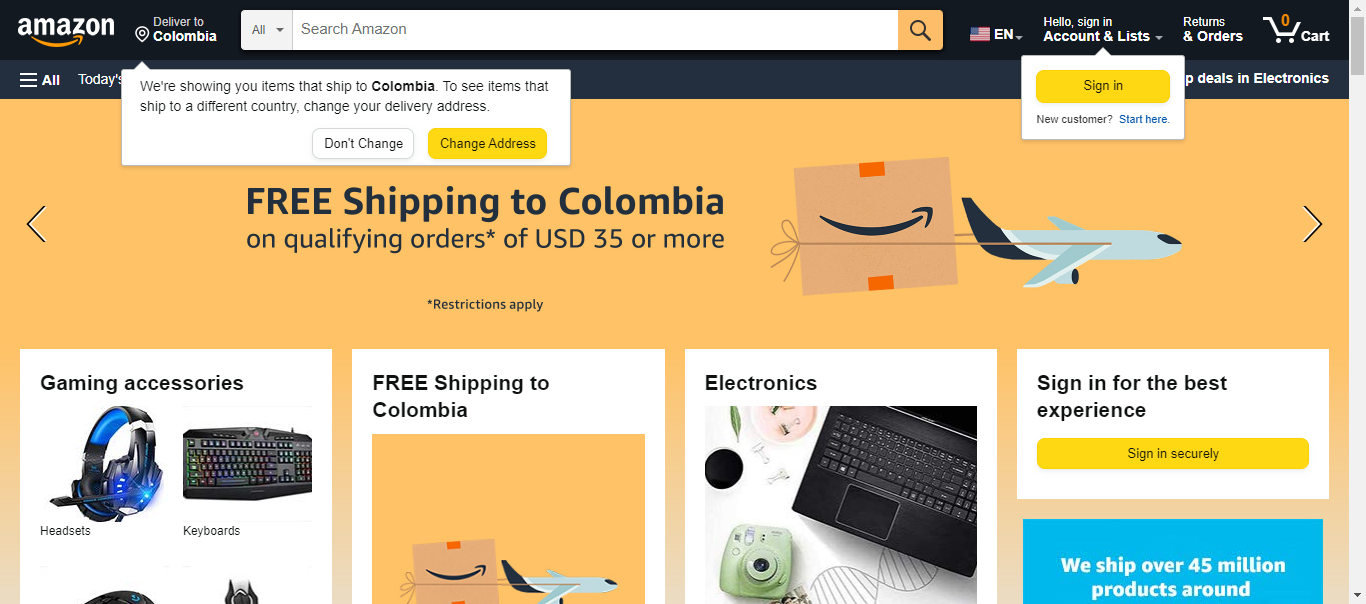 amazon
Deliver to
Colombia
All
Search Amazon
EN
Hello, sign in
Account & Lists
Returns
& Orders
0
Cart
All
Today's
p deals in Electronics
We're showing you items that ship to Colombia. To see items that
ship to a different country, change your delivery address.
Don't Change
Change Address
Sign in
New customer? Start here.
FREE Shipping to Colombia
on qualifying orders* of USD 35 or more
*Restrictions apply
Gaming accessories
Headsets
Keyboards
FREE Shipping to
Colombia
Electronics
Sign in for the best
experience
Sign in securely
We ship over 45 million
products around